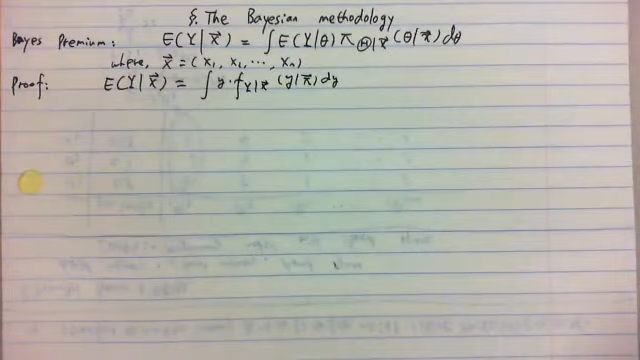 §. The Bayesian methodology
Bayes Premium: E(Y|x⃗) = ∫E(Y|θ) π_{Θ|x⃗}(θ|x⃗)dθ
where, x⃗ = (x₁, x₂, ..., xₙ)
Proof: E(Y|x⃗) = ∫ y·f_{Y|x⃗}(y|x⃗)dy